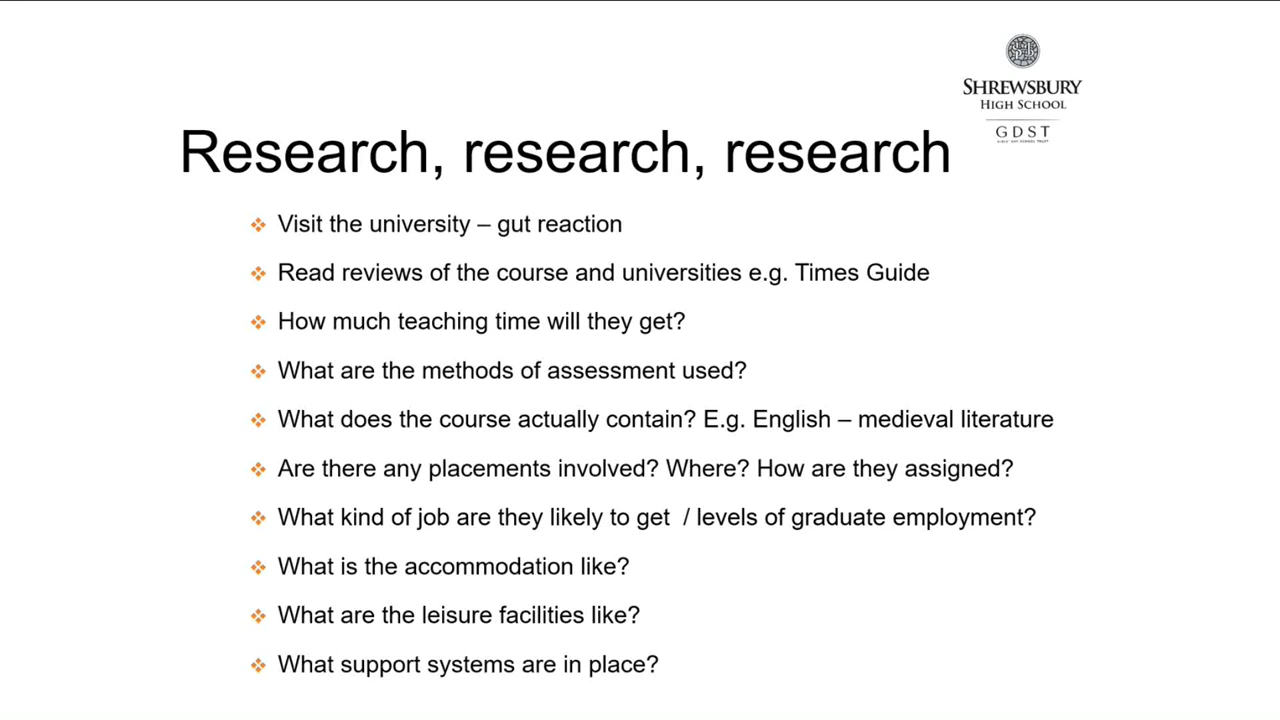 SHREWSBURY
HIGH SCHOOL
GDST
GIRLS' DAY SCHOOL TRUST
Research, research, research
Visit the university – gut reaction
Read reviews of the course and universities e.g. Times Guide
How much teaching time will they get?
What are the methods of assessment used?
What does the course actually contain? E.g. English – medieval literature
Are there any placements involved? Where? How are they assigned?
What kind of job are they likely to get  / levels of graduate employment?
What is the accommodation like?
What are the leisure facilities like?
What support systems are in place?